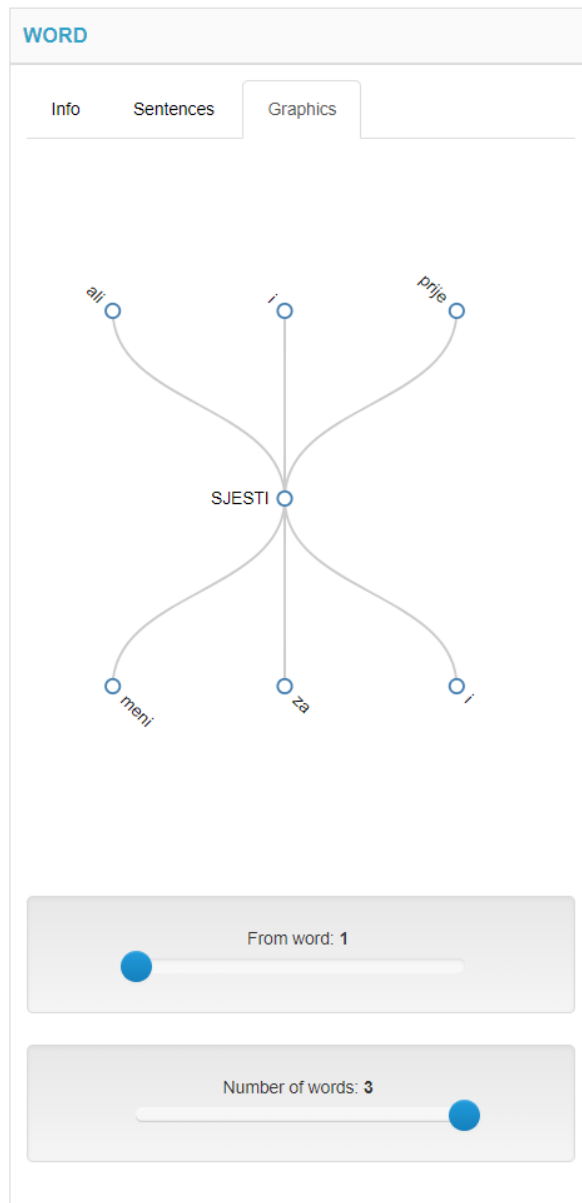 WORD
Info Sentences Graphics
ali i prije
SJESTI
meni za i
From word: 1
Number of words: 3